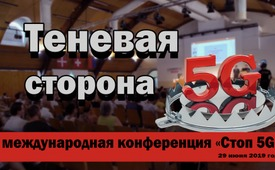 Теневая
сторона
5G
международная конференция «Стоп 5G
29 июня 2019 го